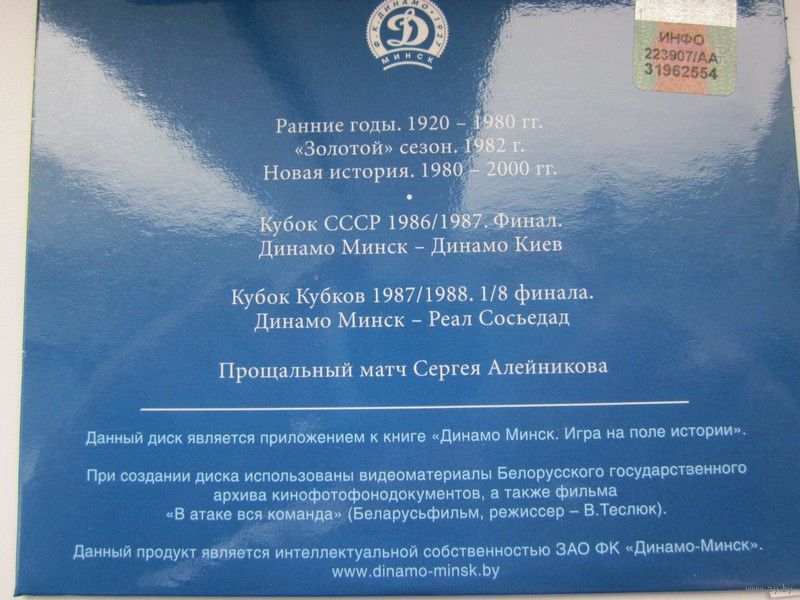 Ф.К. ДИНАМО • 1927
МИНСК
ИНФО
223907/АА
31962554
Ранние годы. 1920 – 1980 гг.
«Золотой» сезон. 1982 г.
Новая история. 1980 – 2000 гг.
•
Кубок СССР 1986/1987. Финал.
Динамо Минск – Динамо Киев
Кубок Кубков 1987/1988. 1/8 финала.
Динамо Минск – Реал Сосьедад
Прощальный матч Сергея Алейникова
Данный диск является приложением к книге «Динамо Минск. Игра на поле истории».
При создании диска использованы видеоматериалы Белорусского государственного
архива кинофотофонодокументов, а также фильма
«В атаке вся команда» (Беларусьфильм, режиссер – В.Теслюк).
Данный продукт является интеллектуальной собственностью ЗАО ФК «Динамо-Минск».
www.dinamo-minsk.by